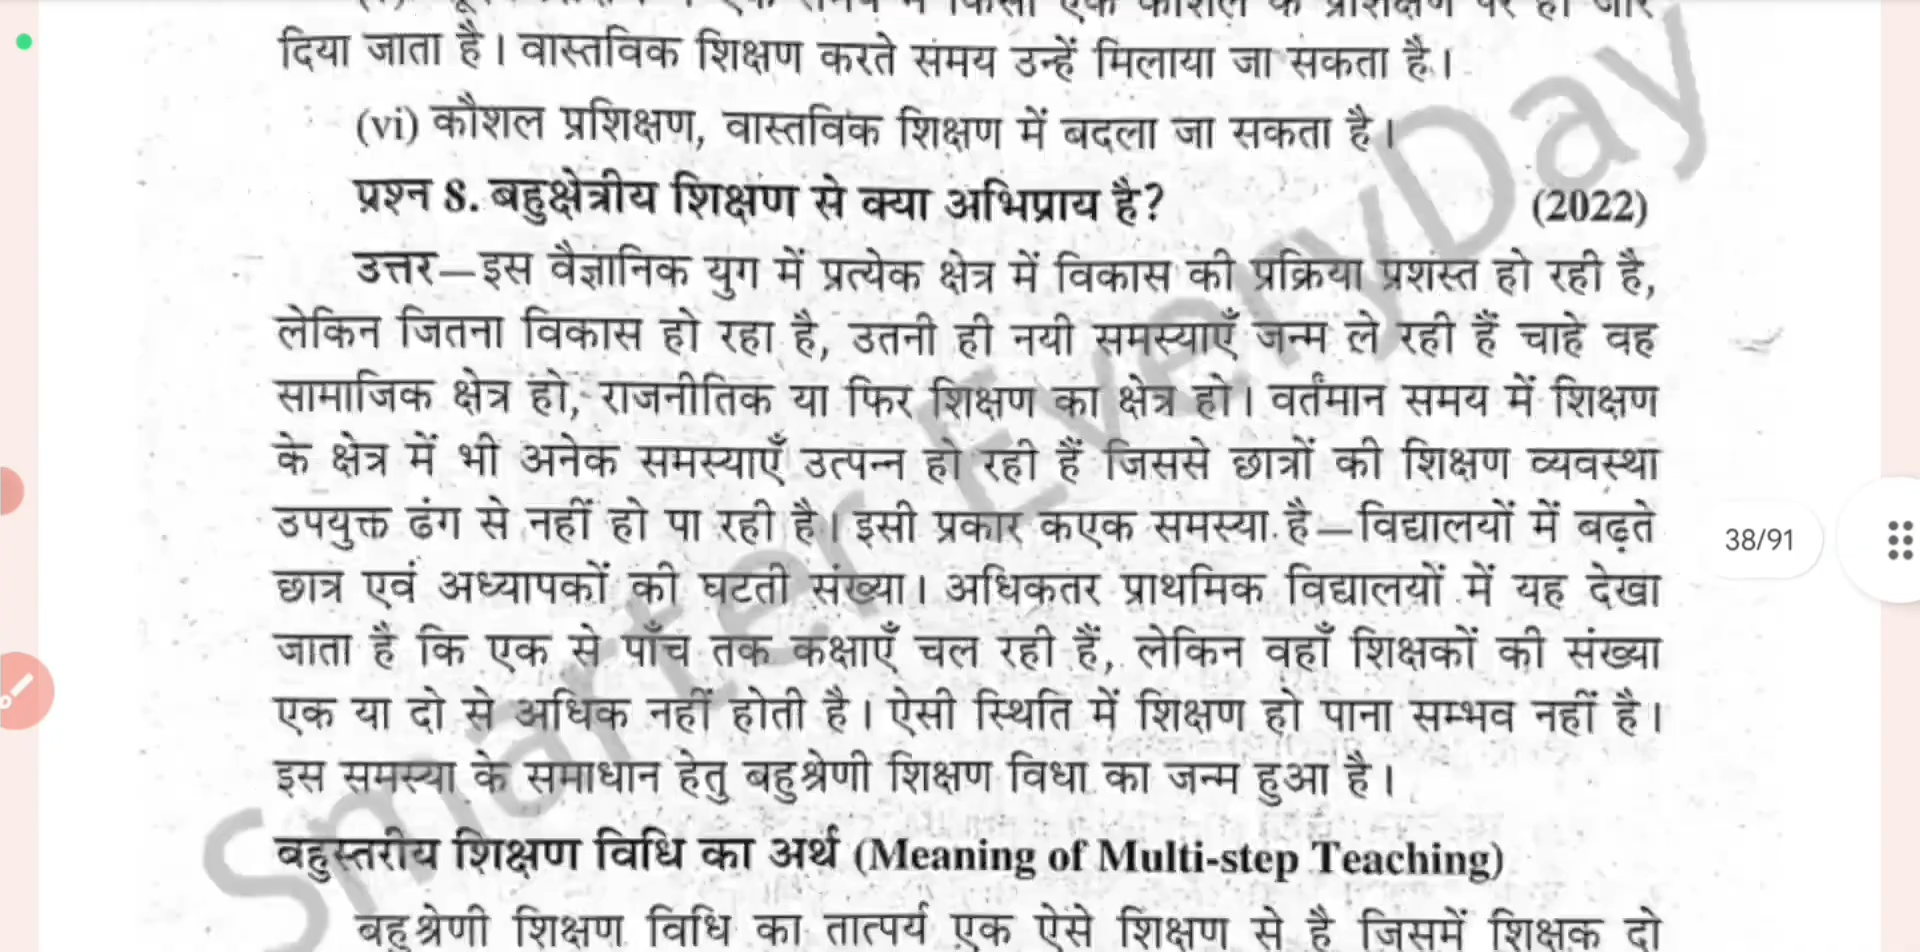 दिया जाता है। वास्तविक शिक्षण करते समय उन्हें मिलाया जा सकता है।
(vi) कौशल प्रशिक्षण, वास्तविक शिक्षण में बदला जा सकता है।
प्रश्न 8. बहुक्षेत्रीय शिक्षण से क्या अभिप्राय है? (2022)
उत्तर—इस वैज्ञानिक युग में प्रत्येक क्षेत्र में विकास की प्रक्रिया प्रशस्त हो रही है,
लेकिन जितना विकास हो रहा है, उतनी ही नयी समस्याएँ जन्म ले रही हैं चाहे वह
सामाजिक क्षेत्र हो, राजनीतिक या फिर शिक्षण का क्षेत्र हो। वर्तमान समय में शिक्षण
के क्षेत्र में भी अनेक समस्याएँ उत्पन्न हो रही हैं जिससे छात्रों की शिक्षण व्यवस्था
उपयुक्त ढंग से नहीं हो पा रही है। इसी प्रकार कएक समस्या है—विद्यालयों में बढ़ते
38/91
छात्र एवं अध्यापकों की घटती संख्या। अधिकतर प्राथमिक विद्यालयों में यह देखा
जाता है कि एक से पाँच तक कक्षाएँ चल रही हैं, लेकिन वहाँ शिक्षकों की संख्या
एक या दो से अधिक नहीं होती है। ऐसी स्थिति में शिक्षण हो पाना सम्भव नहीं है।
इस समस्या के समाधान हेतु बहुश्रेणी शिक्षण विधा का जन्म हुआ है।
बहुस्तरीय शिक्षण विधि का अर्थ (Meaning of Multi-step Teaching)
बहुश्रेणी शिक्षण विधि का तात्पर्य एक ऐसे शिक्षण से है जिसमें शिक्षक दो
Smarter EveryDay